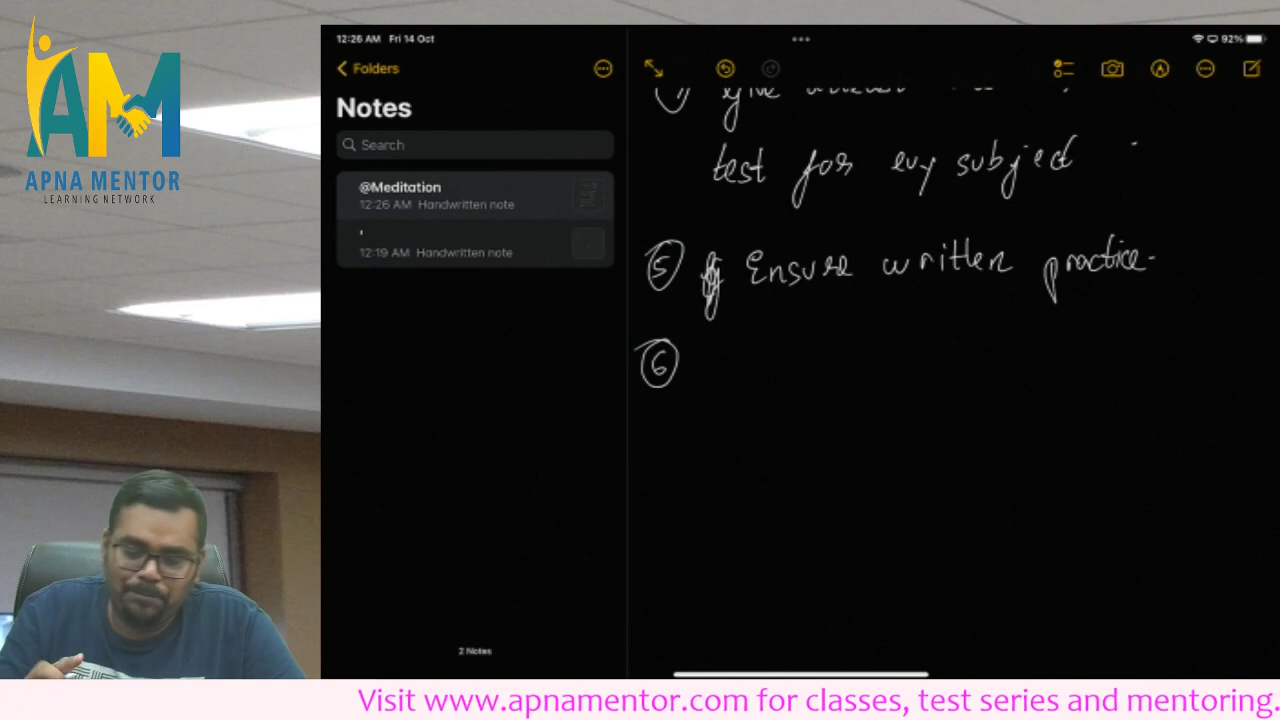 AM
APNA MENTOR
LEARNING NETWORK
12:26 AM Fri 14 Oct
92%
Folders
Notes
Search
@Meditation
12:26 AM Handwritten note
'
12:19 AM Handwritten note
2 Notes
give
test for evy subject
5 Ensure written practice.
6
Visit www.apnamentor.com for classes, test series and mentoring.